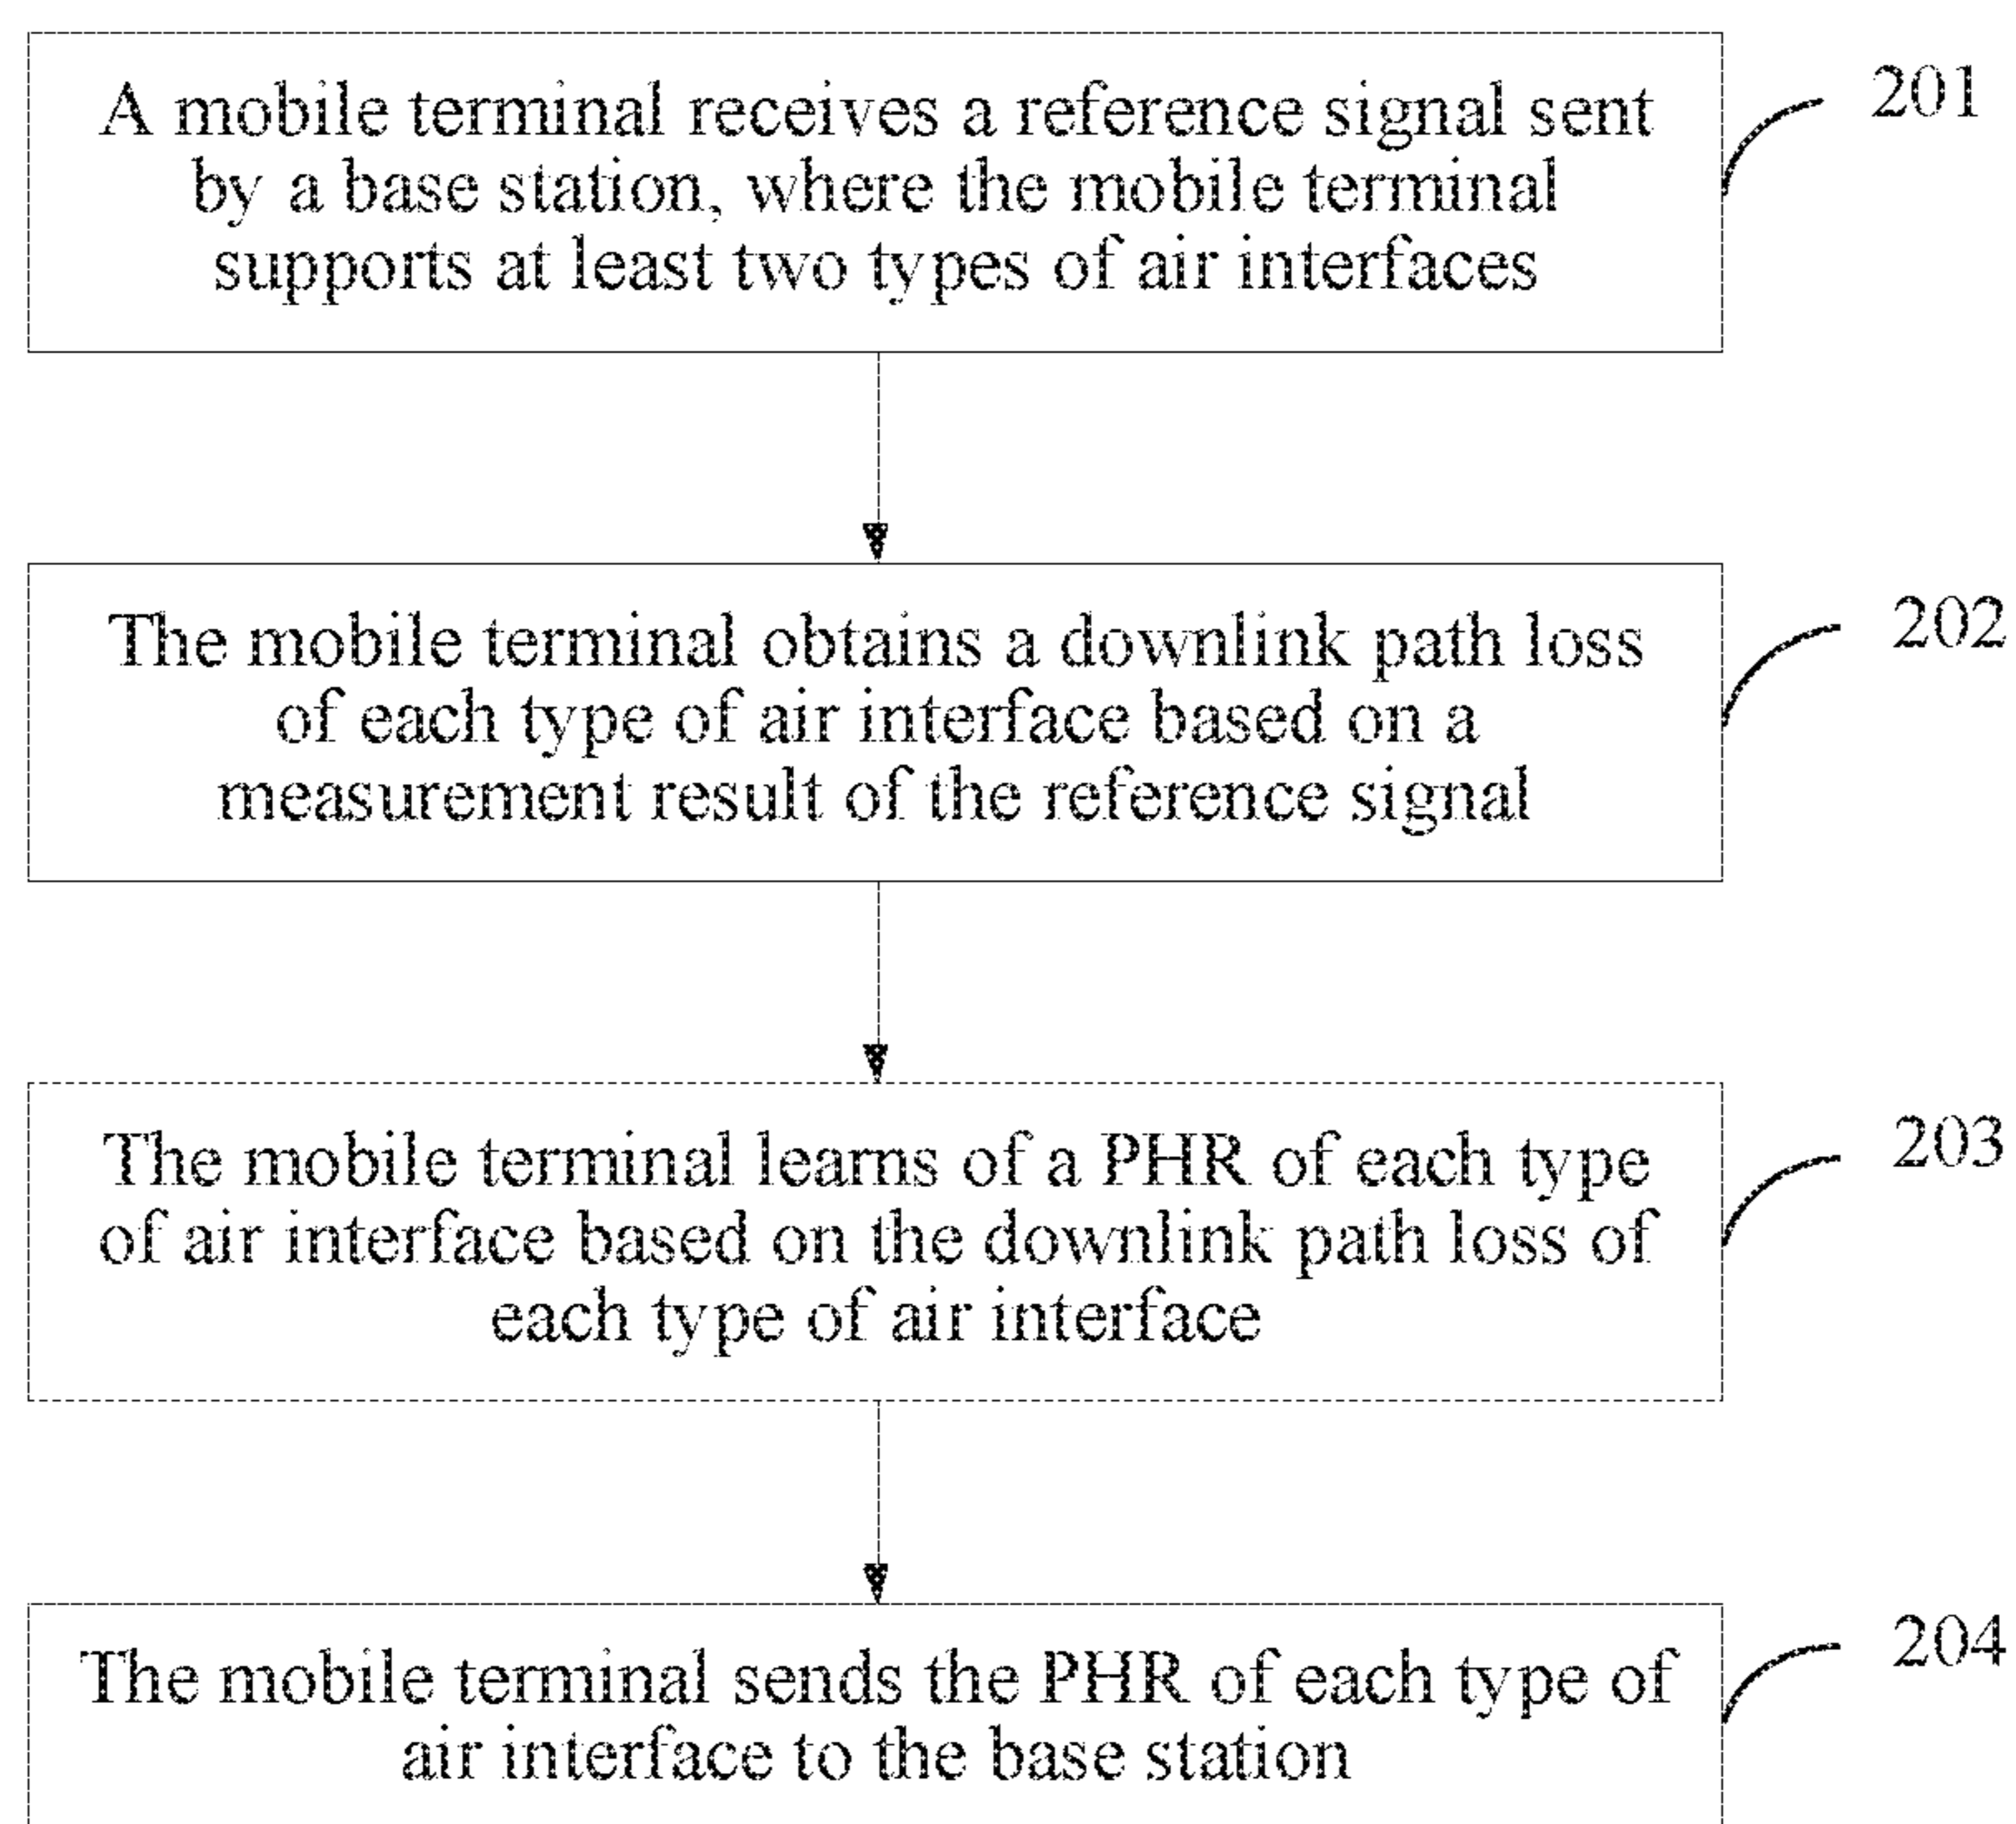 A mobile terminal receives a reference signal sent
by a base station, where the mobile terminal
supports at least two types of air interfaces
201
The mobile terminal obtains a downlink path loss
of each type of air interface based on a
measurement result of the reference signal
202
The mobile terminal learns of a PHR of each type
of air interface based on the downlink path loss of
each type of air interface
203
The mobile terminal sends the PHR of each type of
air interface to the base station
204